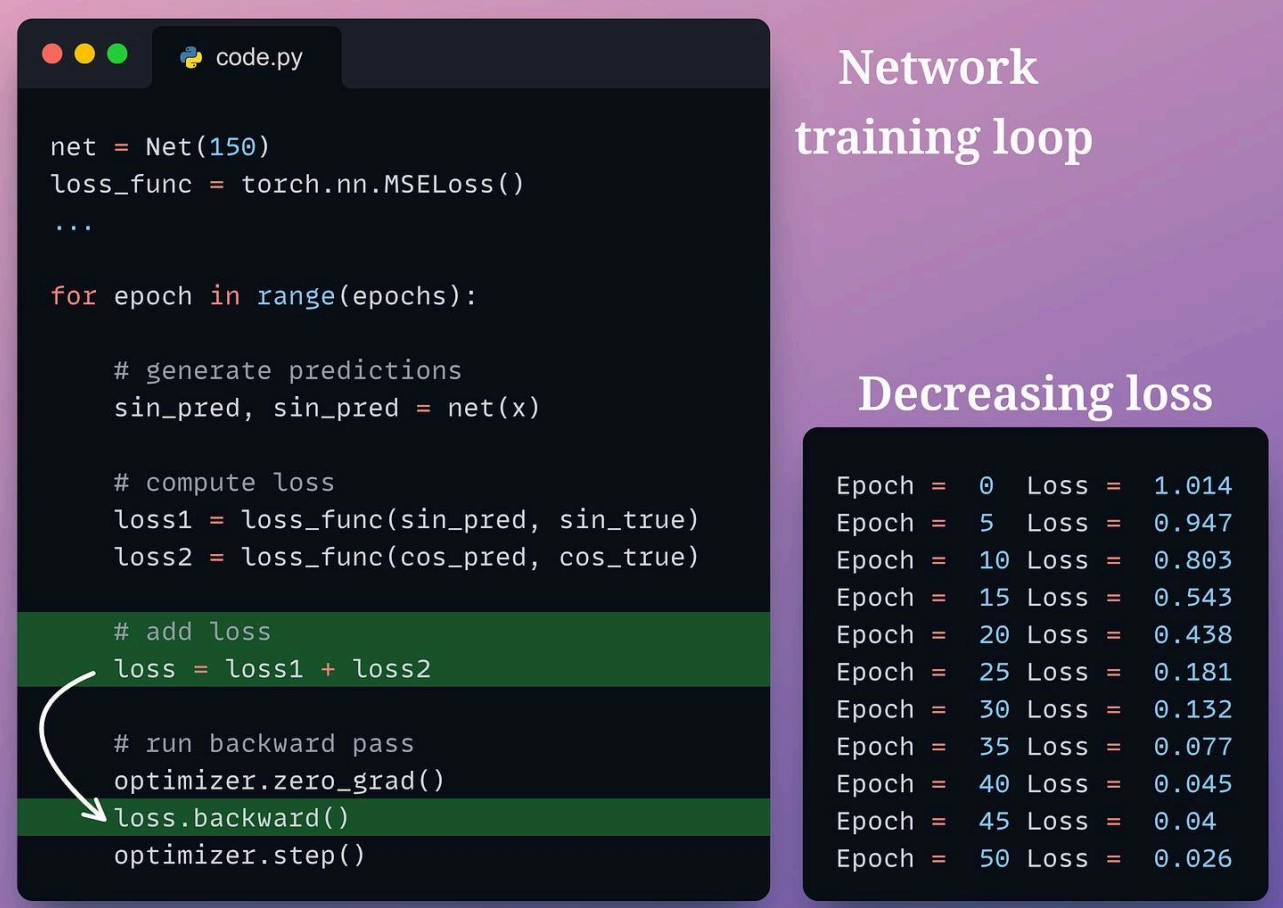 code.py
net = Net(150)
loss_func = torch.nn.MSELoss()
...
for epoch in range(epochs):
# generate predictions
sin_pred, sin_pred = net(x)
# compute loss
loss1 = loss_func(sin_pred, sin_true)
loss2 = loss_func(cos_pred, cos_true)
# add loss
loss = loss1 + loss2
# run backward pass
optimizer.zero_grad()
loss.backward()
optimizer.step()
Network
training loop
Decreasing loss
Epoch = 0 Loss = 1.014
Epoch = 5 Loss = 0.947
Epoch = 10 Loss = 0.803
Epoch = 15 Loss = 0.543
Epoch = 20 Loss = 0.438
Epoch = 25 Loss = 0.181
Epoch = 30 Loss = 0.132
Epoch = 35 Loss = 0.077
Epoch = 40 Loss = 0.045
Epoch = 45 Loss = 0.04
Epoch = 50 Loss = 0.026